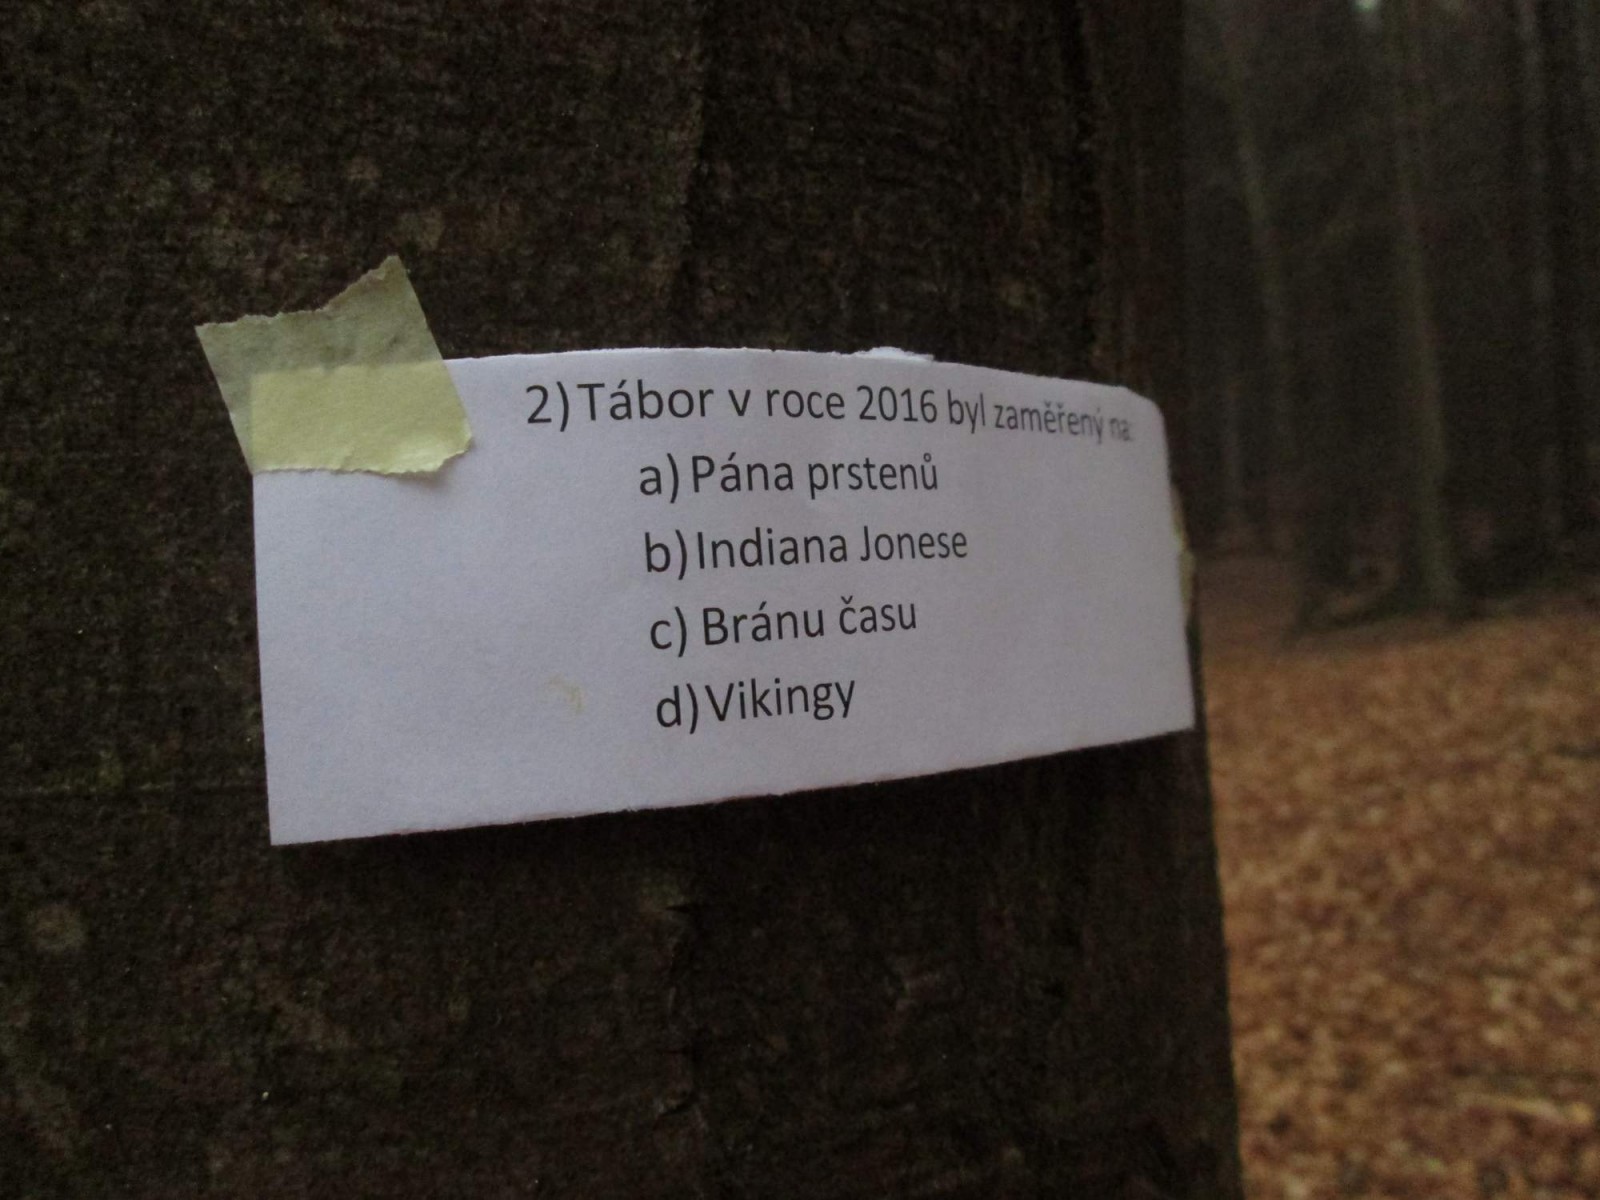 2) Tábor v roce 2016 byl zaměřený na:
a) Pána prstenů
b) Indiana Jonese
c) Bránu času
d) Vikingy